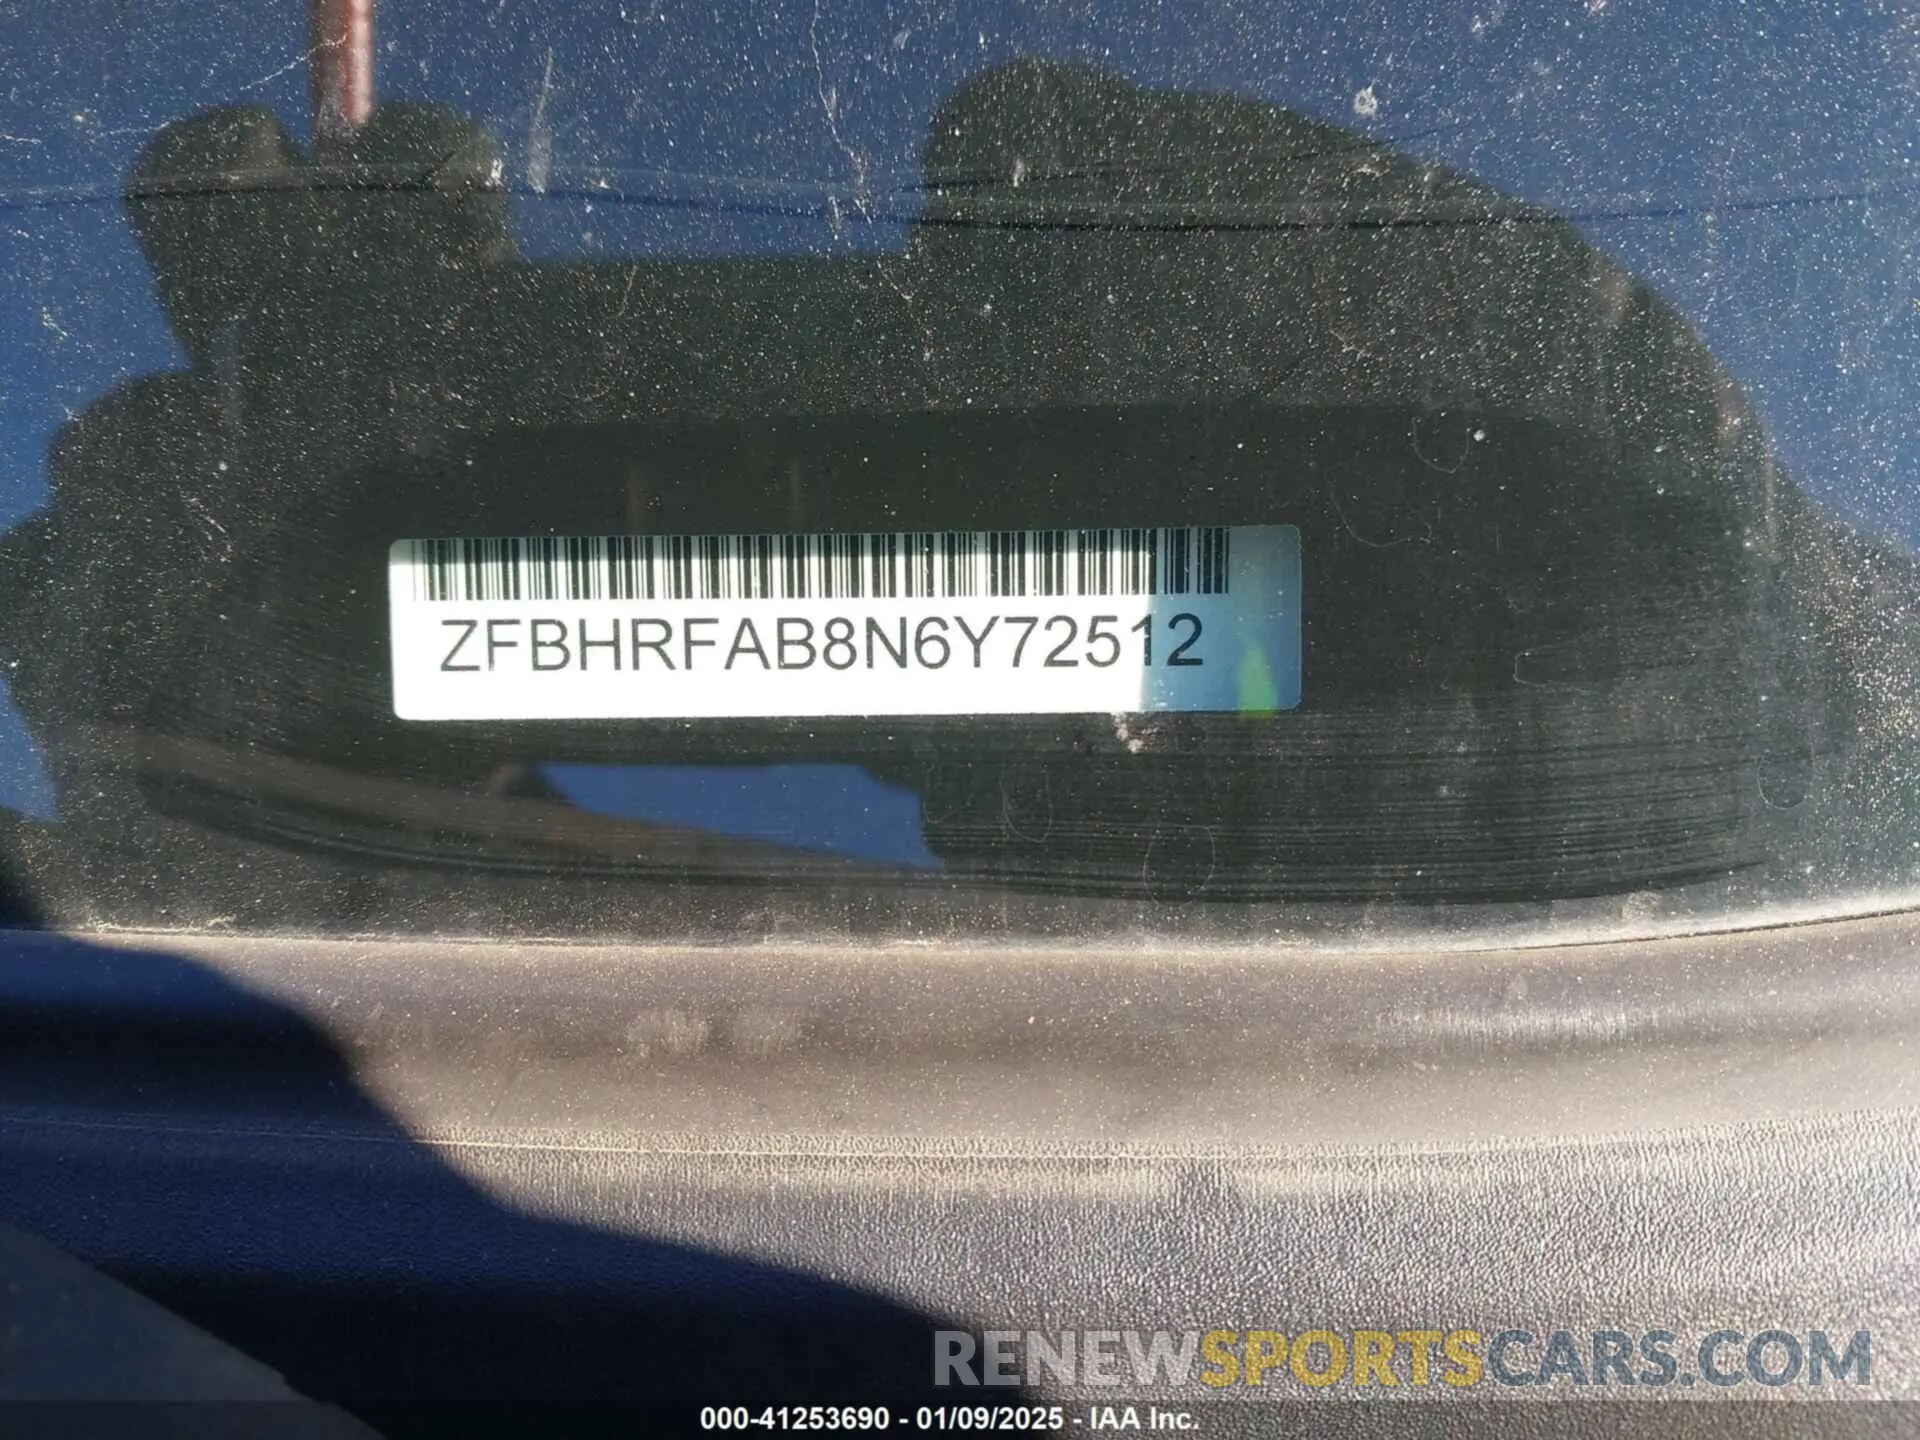 ZFBHRFAB8N6Y72512
RENEWSPORTSCARS.COM
000-41253690 - 01/09/2025 - IAA Inc.